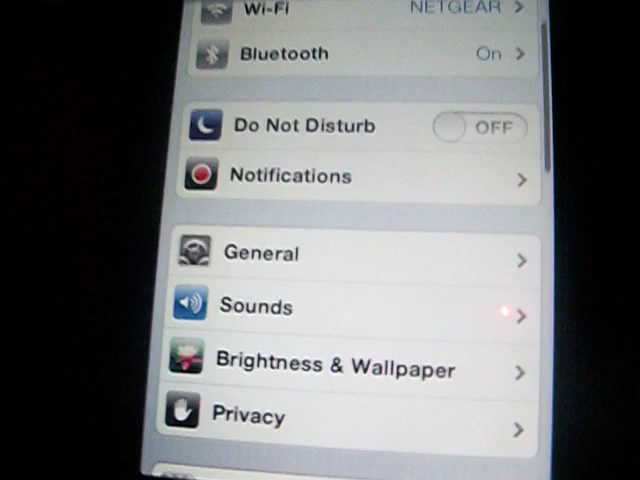 Wi-Fi NETGEAR
Bluetooth On
Do Not Disturb OFF
Notifications
General
Sounds
Brightness & Wallpaper
Privacy